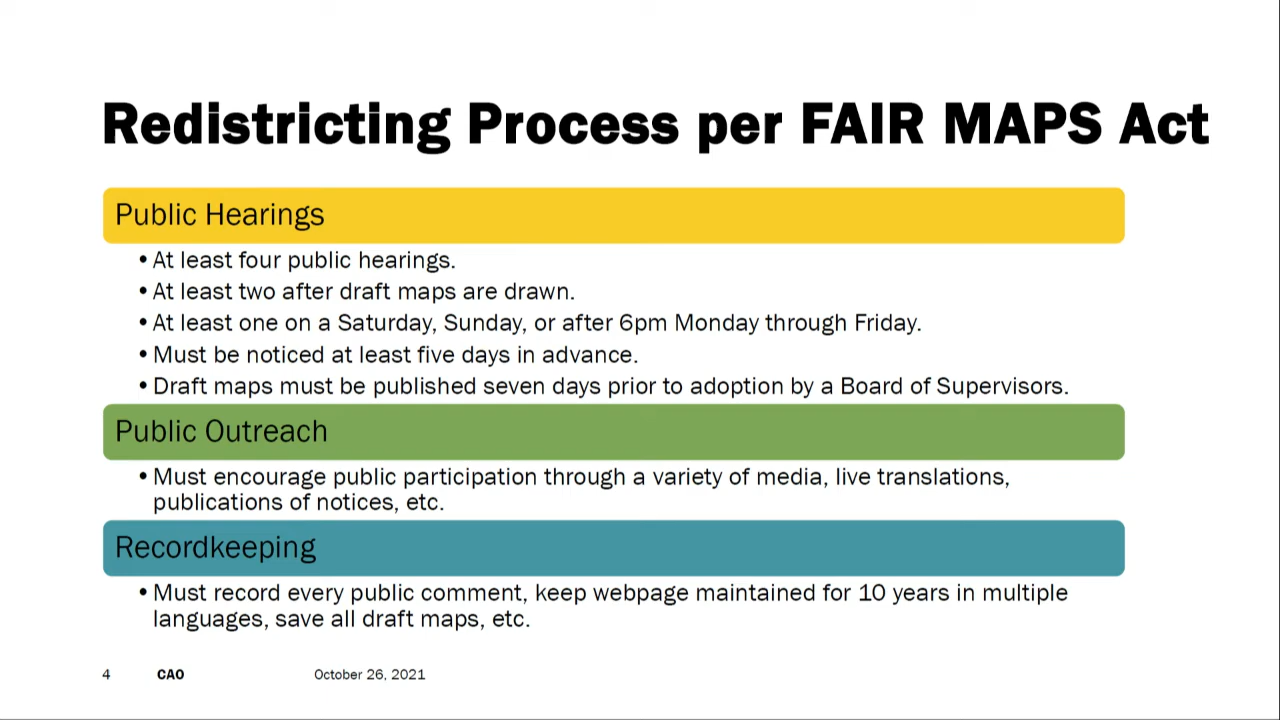 Redistricting Process per FAIR MAPS Act
Public Hearings
• At least four public hearings.
• At least two after draft maps are drawn.
• At least one on a Saturday, Sunday, or after 6pm Monday through Friday.
• Must be noticed at least five days in advance.
• Draft maps must be published seven days prior to adoption by a Board of Supervisors.
Public Outreach
• Must encourage public participation through a variety of media, live translations,
publications of notices, etc.
Recordkeeping
• Must record every public comment, keep webpage maintained for 10 years in multiple
languages, save all draft maps, etc.
4 CAO October 26, 2021